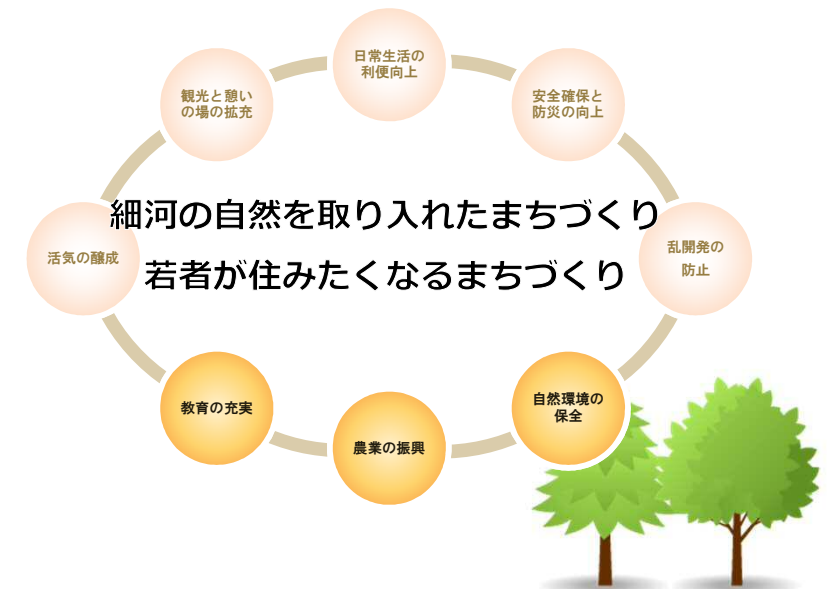 日常生活の
利便向上
観光と憩い
の場の拡充
安全確保と
防災の向上
細河の自然を取り入れたまちづくり
若者が住みたくなるまちづくり
活気の醸成
乱開発の
防止
教育の充実
農業の振興
自然環境の
保全